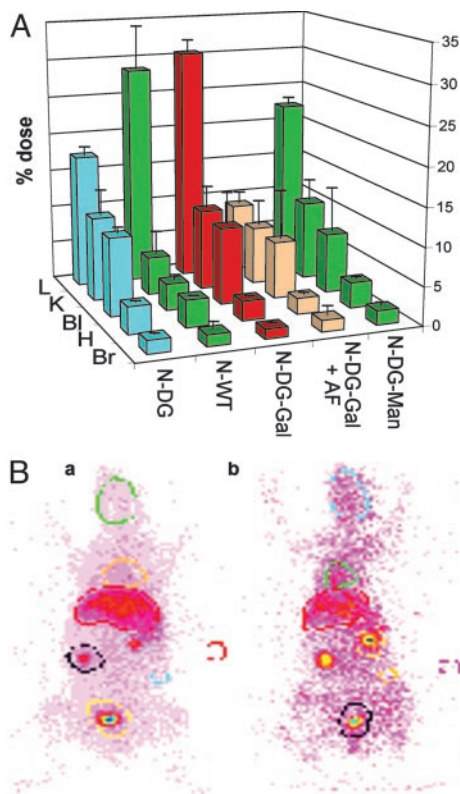 A
% dose
35
30
25
20
15
10
5
0
L
K
Bl
H
Br
N-DG
N-WT
N-DG-Gal
N-DG-Gal
+ AF
N-DG-Man
B
a
b